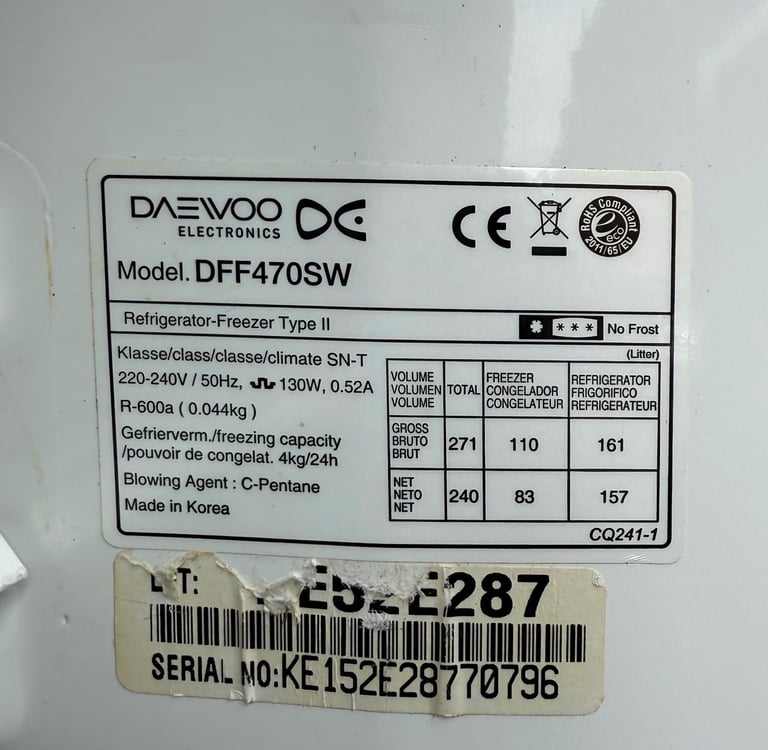 DAEWOO
ELECTRONICS
CE
RoHS Compliant
e
eco
2011/65/EU
Model. DFF470SW
Refrigerator-Freezer Type II
* *** No Frost
Klasse/class/classe/climate SN-T
220-240V / 50Hz, 130W, 0.52A
R-600a ( 0.044kg )
Gefrierverm./freezing capacity
/pouvoir de congelat. 4kg/24h
Blowing Agent : C-Pentane
Made in Korea
(Litter)
VOLUME VOLUMEN VOLUME TOTAL FREEZER CONGELADOR CONGELATEUR REFRIGERATOR FRIGORIFICO REFRIGERATEUR
GROSS BRUTO BRUT 271 110 161
NET NETO NET 240 83 157
CQ241-1
E52E287
SERIAL NO:KE152E28770796